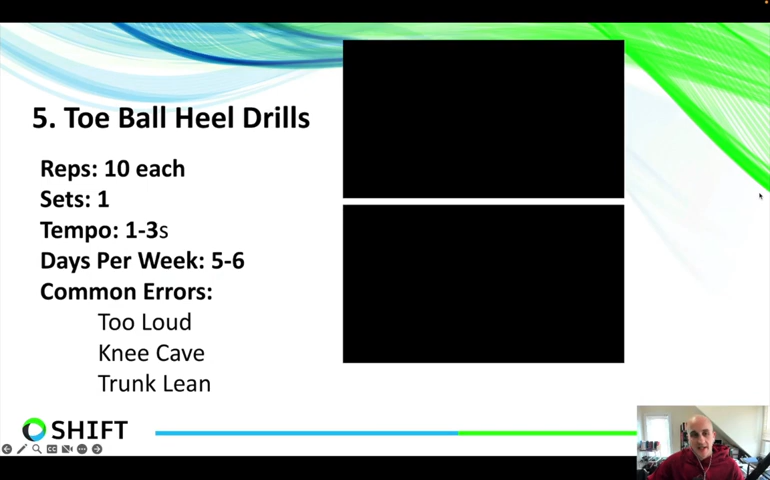 5. Toe Ball Heel Drills
Reps: 10 each
Sets: 1
Tempo: 1-3s
Days Per Week: 5-6
Common Errors:
Too Loud
Knee Cave
Trunk Lean
SHIFT